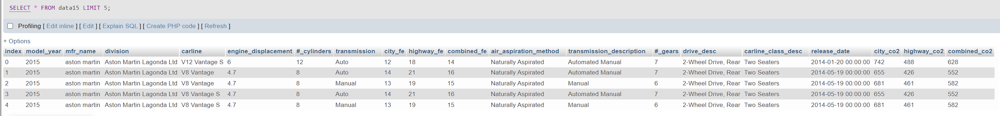 SELECT * FROM data15 LIMIT 5;
Profiling [ Edit inline ] [ Edit ] [ Explain SQL ] [ Create PHP code ] [ Refresh ]
+ Options
index model_year mfr_name division carline engine_displacement #_cylinders transmission city_fe highway_fe combined_fe air_aspiration_method transmission_description #_gears drive_desc carline_class_desc release_date city_co2 highway_co2 combined_co2
0 2015 aston martin Aston Martin Lagonda Ltd V12 Vantage S 6 12 Auto 12 18 14 Naturally Aspirated Automated Manual 7 2-Wheel Drive, Rear Two Seaters 2014-01-20 00:00:00 742 488 628
1 2015 aston martin Aston Martin Lagonda Ltd V8 Vantage 4.7 8 Auto 14 21 16 Naturally Aspirated Automated Manual 7 2-Wheel Drive, Rear Two Seaters 2014-05-19 00:00:00 655 426 552
2 2015 aston martin Aston Martin Lagonda Ltd V8 Vantage 4.7 8 Manual 13 19 15 Naturally Aspirated Manual 6 2-Wheel Drive, Rear Two Seaters 2014-05-19 00:00:00 681 461 582
3 2015 aston martin Aston Martin Lagonda Ltd V8 Vantage S 4.7 8 Auto 14 21 16 Naturally Aspirated Automated Manual 7 2-Wheel Drive, Rear Two Seaters 2014-05-19 00:00:00 655 426 552
4 2015 aston martin Aston Martin Lagonda Ltd V8 Vantage S 4.7 8 Manual 13 19 15 Naturally Aspirated Manual 6 2-Wheel Drive, Rear Two Seaters 2014-05-19 00:00:00 681 461 582